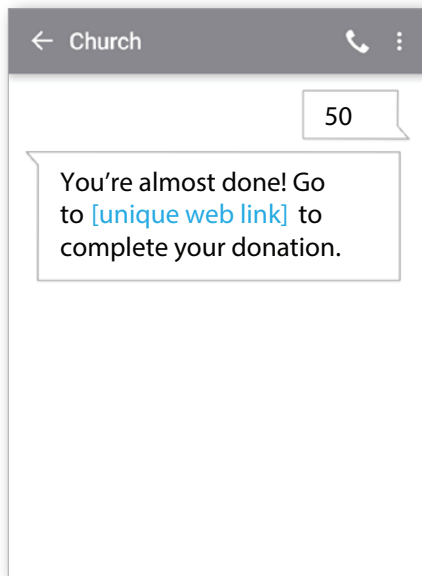 Church
50
You're almost done! Go
to [unique web link] to
complete your donation.